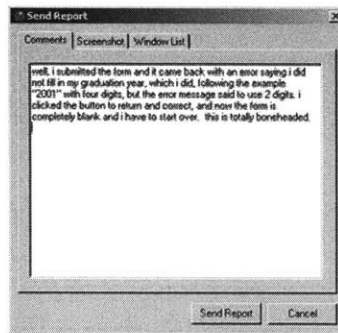 Send Report
Comments Screenshot Window List
well, i submitted the form and it came back with an error saying i did
not fill in my graduation year, which i did, following the example
"2001" with four digits, but the error message said to use 2 digits. i
clicked the button to return and correct, and now the form is
completely blank and i have to start over.  this is totally boneheaded.
Send Report Cancel